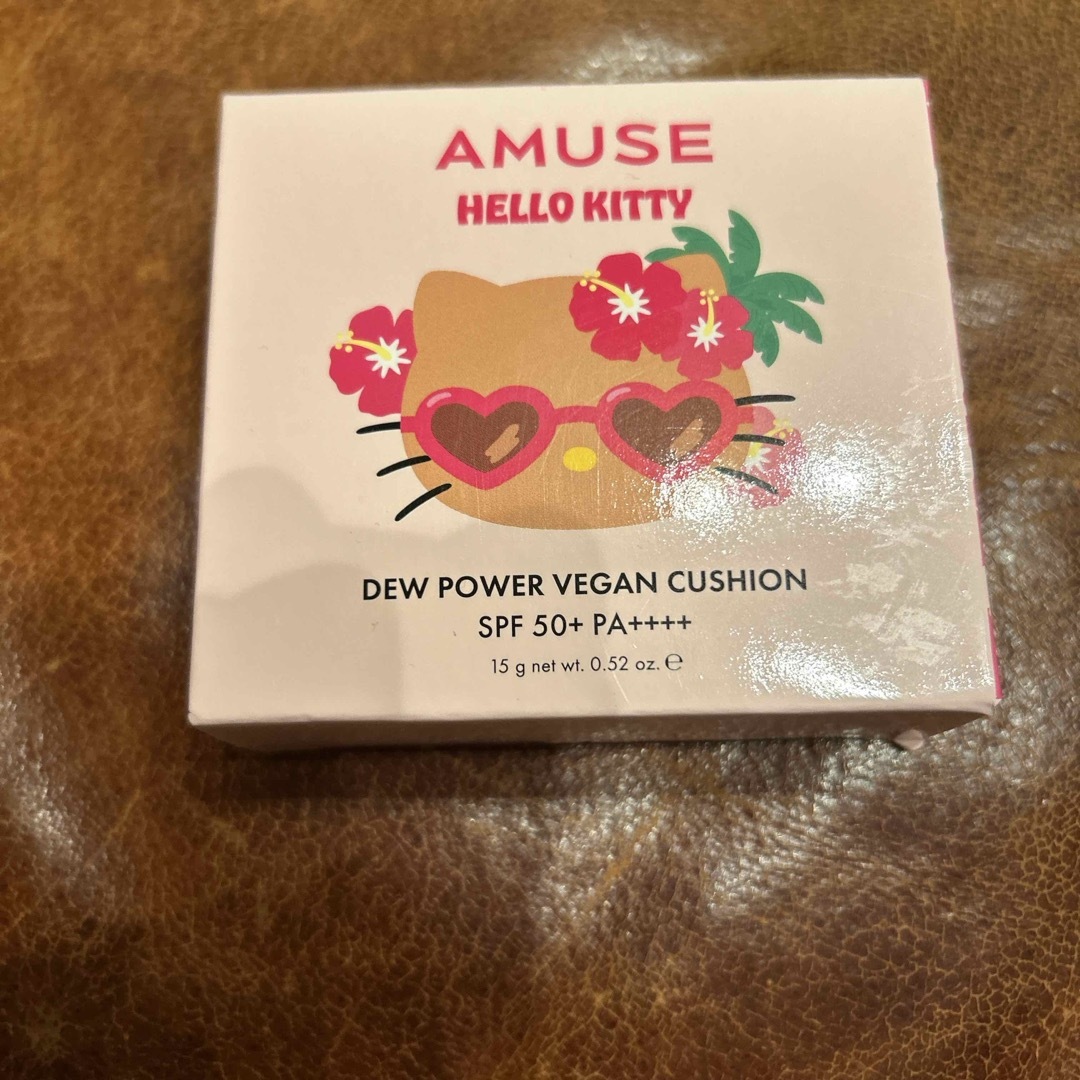 AMUSE
HELLO KITTY
DEW POWER VEGAN CUSHION
SPF 50+ PA++++
15 g net wt. 0.52 oz. ℮